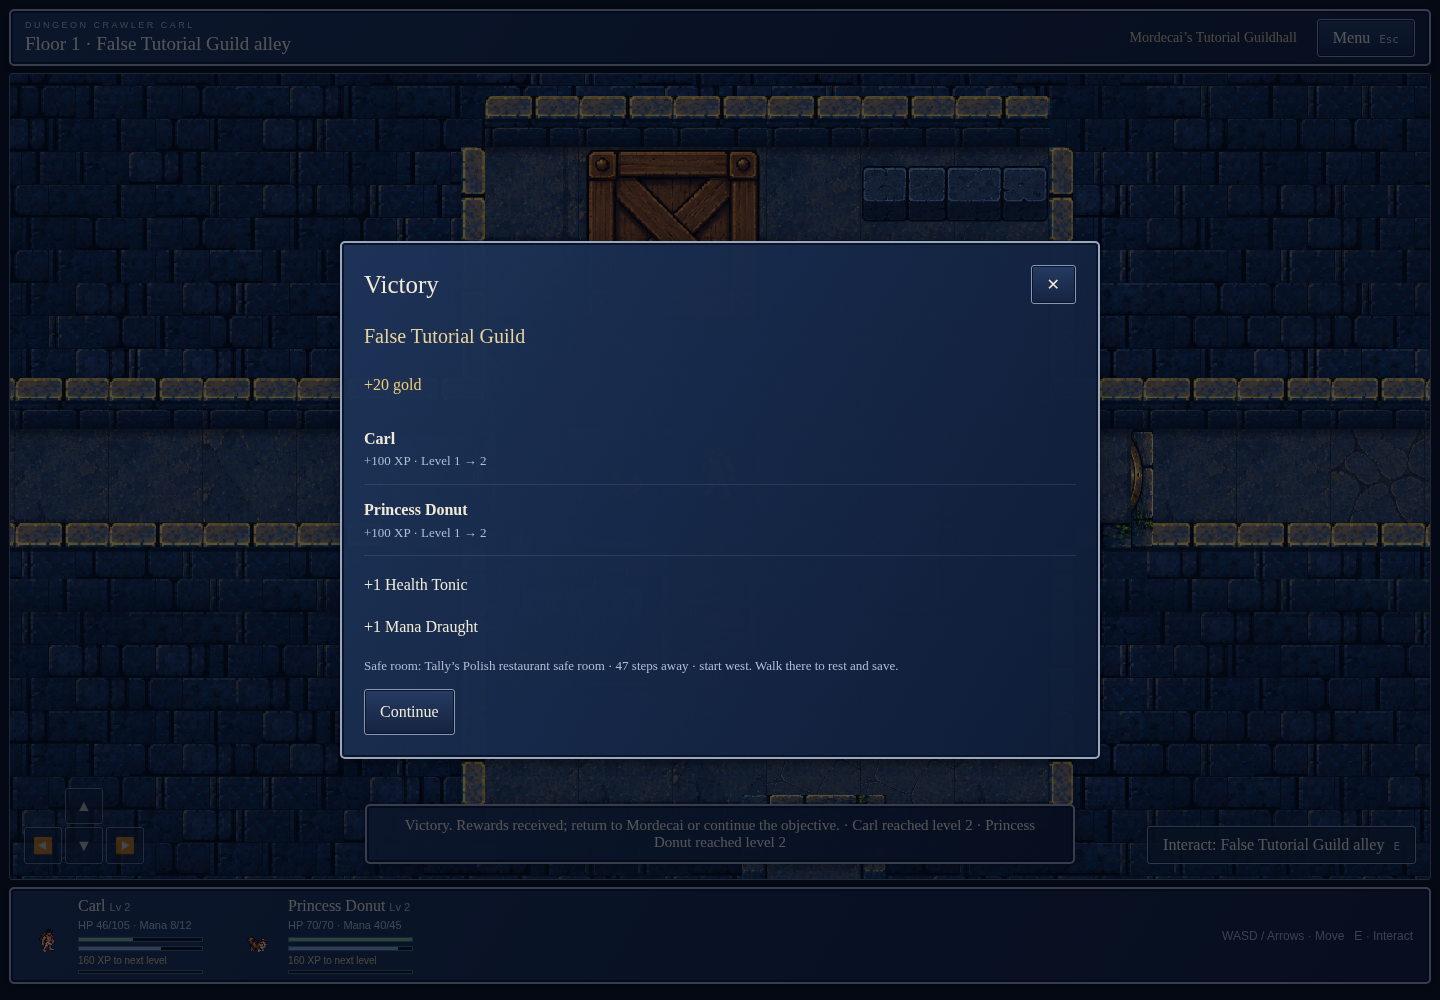 DUNGEON CRAWLER CARL
Floor 1 · False Tutorial Guild alley
Mordecai’s Tutorial Guildhall
Menu Esc
Victory
✕
False Tutorial Guild
+20 gold
Carl
+100 XP · Level 1 → 2
Princess Donut
+100 XP · Level 1 → 2
+1 Health Tonic
+1 Mana Draught
Safe room: Tally’s Polish restaurant safe room · 47 steps away · start west. Walk there to rest and save.
Continue
Victory. Rewards received; return to Mordecai or continue the objective. · Carl reached level 2 · Princess
Donut reached level 2
Interact: False Tutorial Guild alley E
Carl Lv 2
HP 46/105 · Mana 8/12
160 XP to next level
Princess Donut Lv 2
HP 70/70 · Mana 40/45
160 XP to next level
WASD / Arrows · Move E · Interact